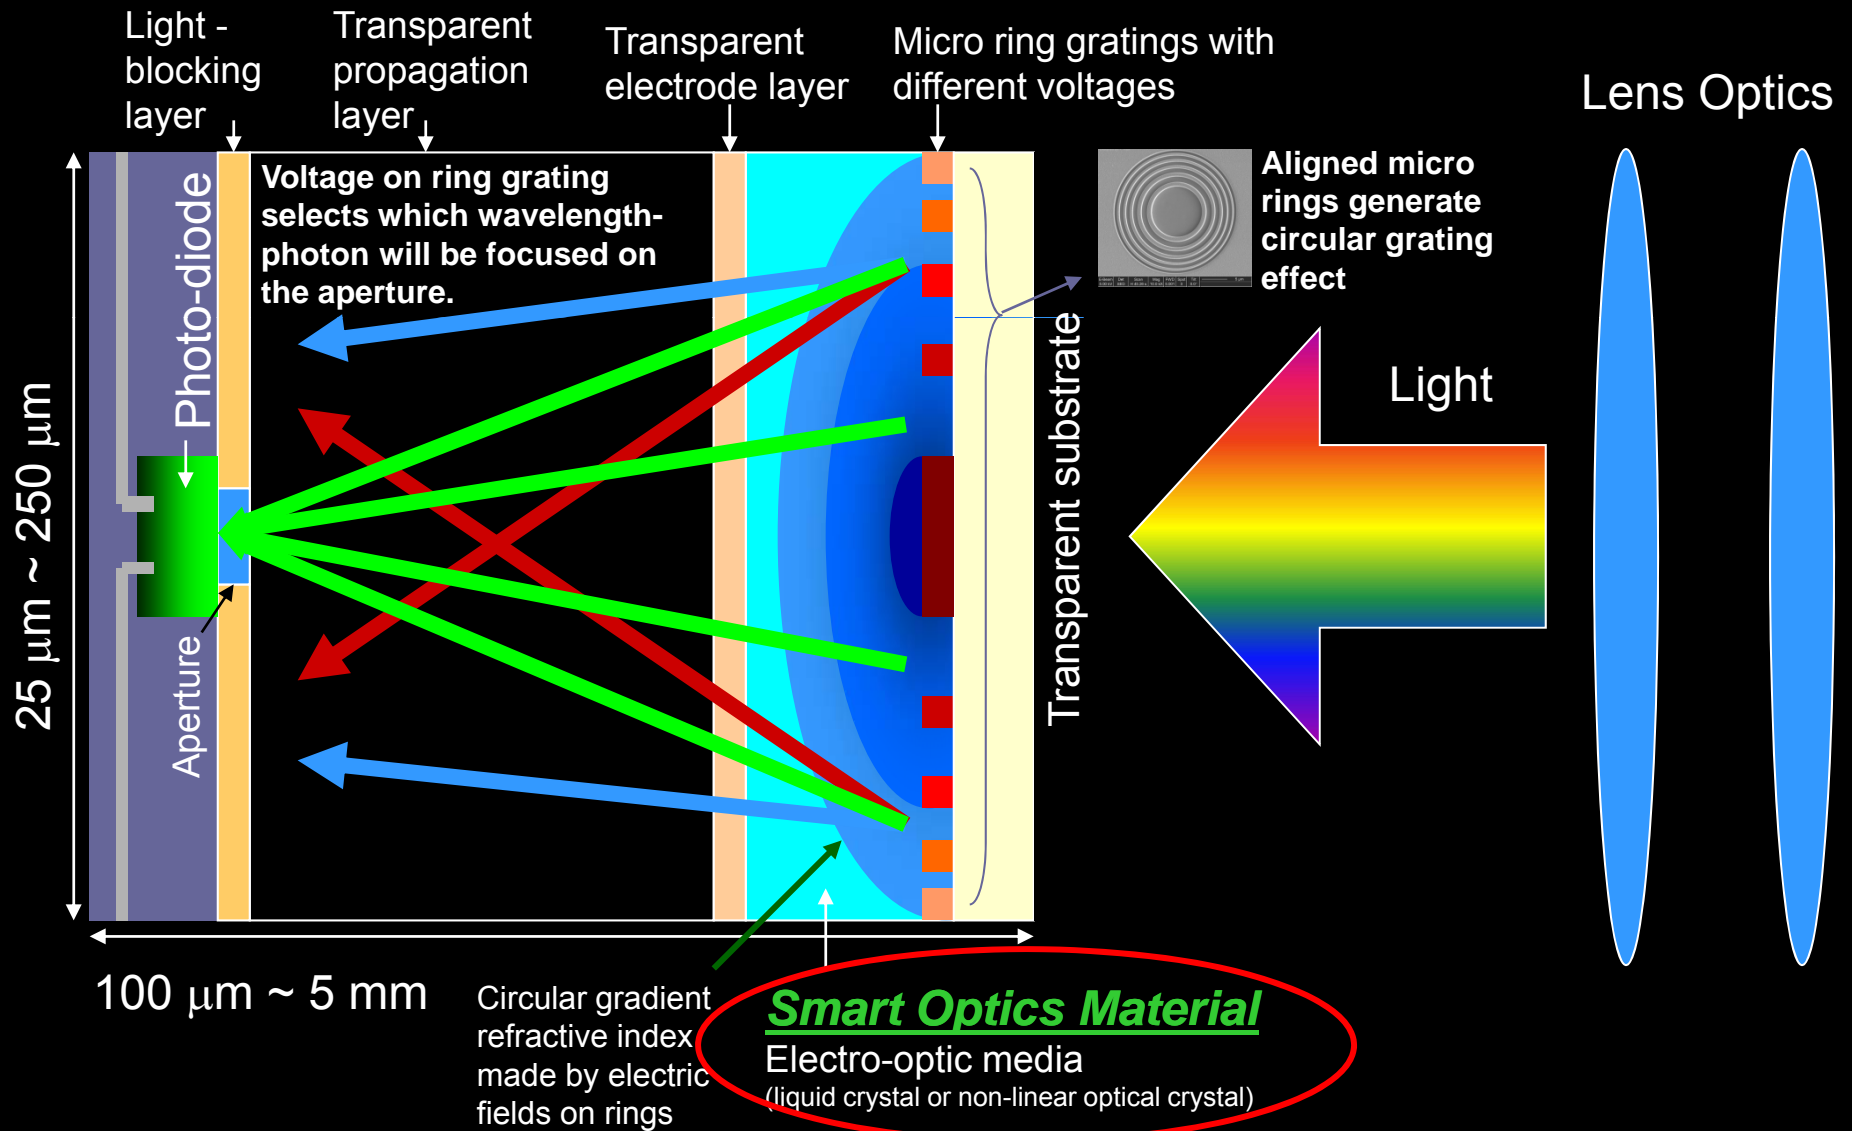 Light -
blocking
layer
Transparent
propagation
layer
Transparent
electrode layer
Micro ring gratings with
different voltages
Lens Optics
Photo-diode
Voltage on ring grating
selects which wavelength-
photon will be focused on
the aperture.
Aligned micro
rings generate
circular grating
effect
Transparent substrate
Light
25 μm ~ 250 μm
Aperture
100 μm ~ 5 mm
Circular gradient
refractive index
made by electric
fields on rings
Smart Optics Material
Electro-optic media
(liquid crystal or non-linear optical crystal)